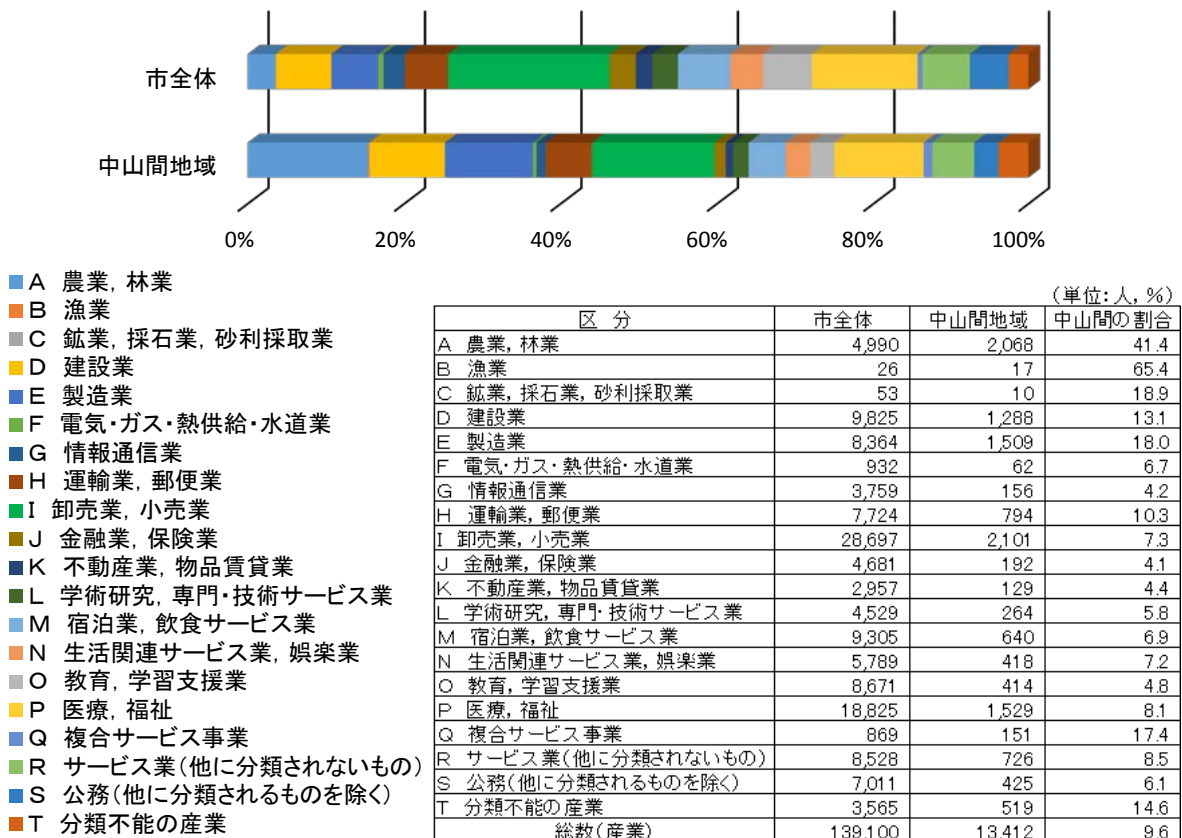 市全体
中山間地域
0% 20% 40% 60% 80% 100%
A 農業, 林業
B 漁業
C 鉱業, 採石業, 砂利採取業
D 建設業
E 製造業
F 電気・ガス・熱供給・水道業
G 情報通信業
H 運輸業, 郵便業
I 卸売業, 小売業
J 金融業, 保険業
K 不動産業, 物品賃貸業
L 学術研究, 専門・技術サービス業
M 宿泊業, 飲食サービス業
N 生活関連サービス業, 娯楽業
O 教育, 学習支援業
P 医療, 福祉
Q 複合サービス事業
R サービス業(他に分類されないもの)
S 公務(他に分類されるものを除く)
T 分類不能の産業
(単位:人, %)
区 分 市全体 中山間地域 中山間の割合
A 農業, 林業 4,990 2,068 41.4
B 漁業 26 17 65.4
C 鉱業, 採石業, 砂利採取業 53 10 18.9
D 建設業 9,825 1,288 13.1
E 製造業 8,364 1,509 18.0
F 電気・ガス・熱供給・水道業 932 62 6.7
G 情報通信業 3,759 156 4.2
H 運輸業, 郵便業 7,724 794 10.3
I 卸売業, 小売業 28,697 2,101 7.3
J 金融業, 保険業 4,681 192 4.1
K 不動産業, 物品賃貸業 2,957 129 4.4
L 学術研究, 専門・技術サービス業 4,529 264 5.8
M 宿泊業, 飲食サービス業 9,305 640 6.9
N 生活関連サービス業, 娯楽業 5,789 418 7.2
O 教育, 学習支援業 8,671 414 4.8
P 医療, 福祉 18,825 1,529 8.1
Q 複合サービス事業 869 151 17.4
R サービス業(他に分類されないもの) 8,528 726 8.5
S 公務(他に分類されるものを除く) 7,011 425 6.1
T 分類不能の産業 3,565 519 14.6
総数(産業) 139,100 13,412 9.6